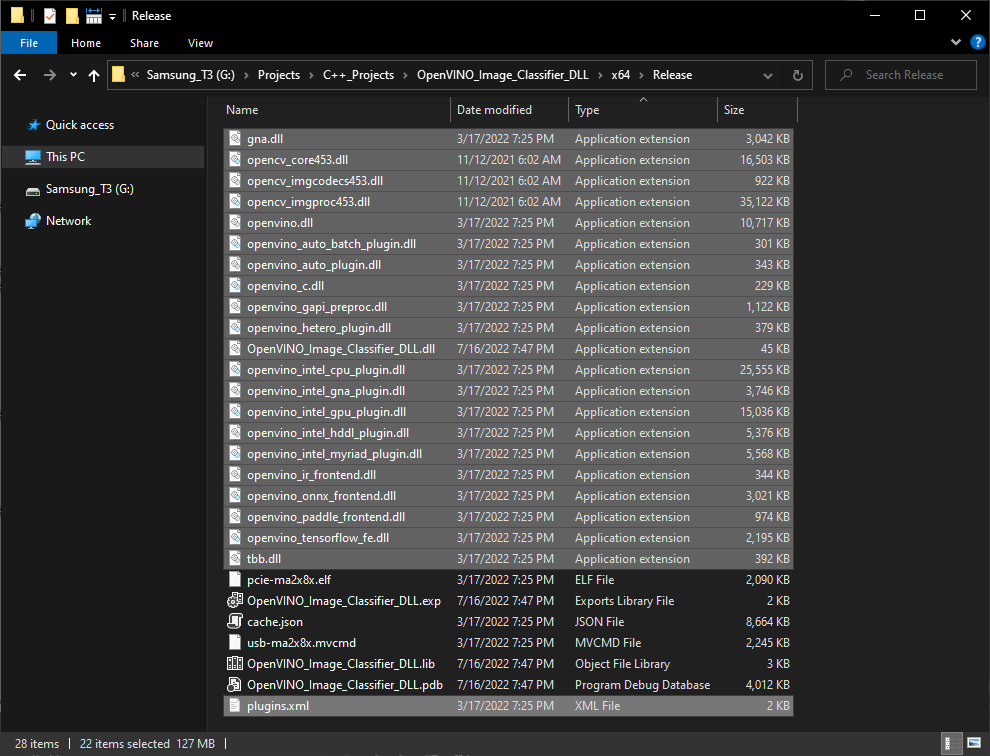 Release
File Home Share View
« Samsung_T3 (G:) › Projects › C++_Projects › OpenVINO_Image_Classifier_DLL › x64 › Release Search Release
Quick access
This PC
Samsung_T3 (G:)
Network
Name Date modified Type Size
gna.dll 3/17/2022 7:25 PM Application extension 3,042 KB
opencv_core453.dll 11/12/2021 6:02 AM Application extension 16,503 KB
opencv_imgcodecs453.dll 11/12/2021 6:02 AM Application extension 922 KB
opencv_imgproc453.dll 11/12/2021 6:02 AM Application extension 35,122 KB
openvino.dll 3/17/2022 7:25 PM Application extension 10,717 KB
openvino_auto_batch_plugin.dll 3/17/2022 7:25 PM Application extension 301 KB
openvino_auto_plugin.dll 3/17/2022 7:25 PM Application extension 343 KB
openvino_c.dll 3/17/2022 7:25 PM Application extension 229 KB
openvino_gapi_preproc.dll 3/17/2022 7:25 PM Application extension 1,122 KB
openvino_hetero_plugin.dll 3/17/2022 7:25 PM Application extension 379 KB
OpenVINO_Image_Classifier_DLL.dll 7/16/2022 7:47 PM Application extension 45 KB
openvino_intel_cpu_plugin.dll 3/17/2022 7:25 PM Application extension 25,555 KB
openvino_intel_gna_plugin.dll 3/17/2022 7:25 PM Application extension 3,746 KB
openvino_intel_gpu_plugin.dll 3/17/2022 7:25 PM Application extension 15,036 KB
openvino_intel_hddl_plugin.dll 3/17/2022 7:25 PM Application extension 5,376 KB
openvino_intel_myriad_plugin.dll 3/17/2022 7:25 PM Application extension 5,568 KB
openvino_ir_frontend.dll 3/17/2022 7:25 PM Application extension 344 KB
openvino_onnx_frontend.dll 3/17/2022 7:25 PM Application extension 3,021 KB
openvino_paddle_frontend.dll 3/17/2022 7:25 PM Application extension 974 KB
openvino_tensorflow_fe.dll 3/17/2022 7:25 PM Application extension 2,195 KB
tbb.dll 3/17/2022 7:25 PM Application extension 392 KB
pcie-ma2x8x.elf 3/17/2022 7:25 PM ELF File 2,090 KB
OpenVINO_Image_Classifier_DLL.exp 7/16/2022 7:47 PM Exports Library File 2 KB
cache.json 3/17/2022 7:25 PM JSON File 8,664 KB
usb-ma2x8x.mvcmd 3/17/2022 7:25 PM MVCMD File 2,245 KB
OpenVINO_Image_Classifier_DLL.lib 7/16/2022 7:47 PM Object File Library 3 KB
OpenVINO_Image_Classifier_DLL.pdb 7/16/2022 7:47 PM Program Debug Database 4,012 KB
plugins.xml 3/17/2022 7:25 PM XML File 2 KB
28 items 22 items selected 127 MB